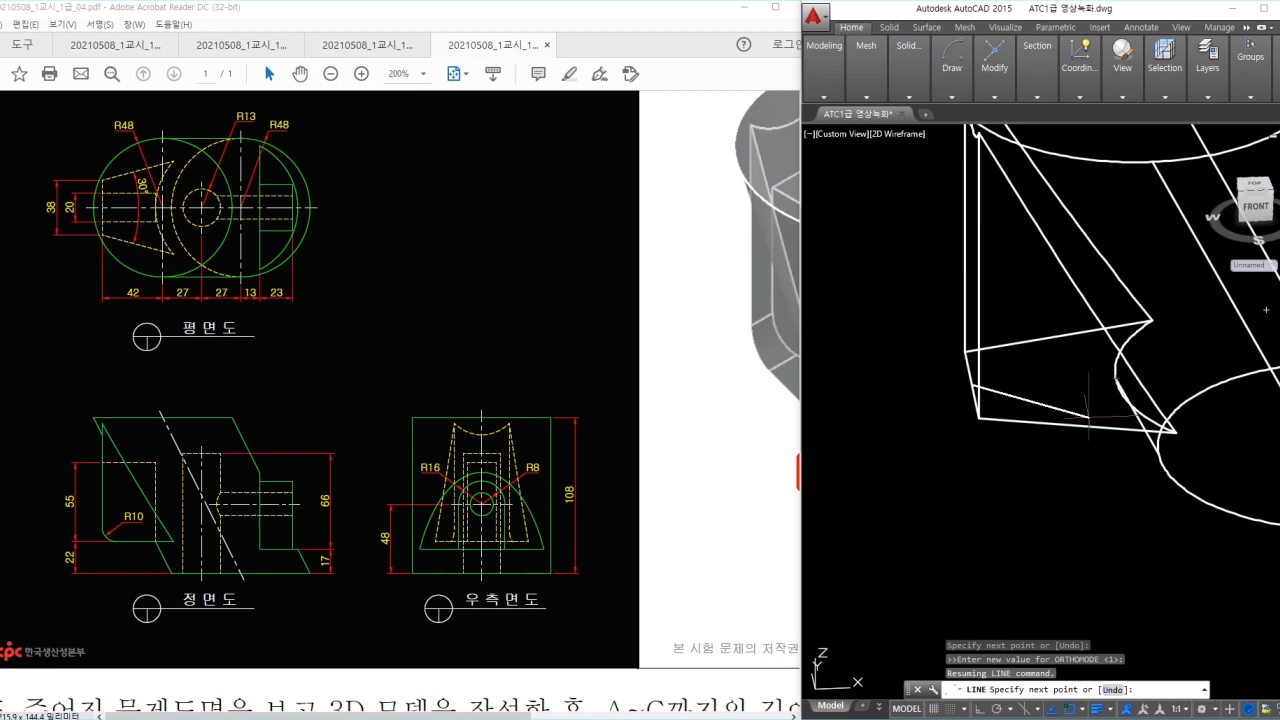 20210508_1교시_1급_04.pdf - Adobe Acrobat Reader DC (32-bit)
편집(E) 보기(V) 서명(S) 창(W) 도움말(H)
도구 20210508_1교시_1... 20210508_1교시_1... 20210508_1교시_1... 20210508_1교시_1... × ? 로그인
1 / 1 200%
R48 R13 R48
30°
38 20
42 27 27 13 23
평 면 도
55 22 R10 66 17
정 면 도
R16 R8 48 108
우 측 면 도
cpc 한국생산성본부
본 시험 문제의 저작권
215.9 x 144.4 밀리미터
Autodesk AutoCAD 2015 ATC1급 영상녹화.dwg
Home Solid Surface Mesh Visualize Parametric Insert Annotate View Manage
Modeling Mesh Solid... Draw Modify Section Coordin... View Selection Layers Groups
ATC1급 영상녹화*
[−][Custom View][2D Wireframe]
TOP
FRONT
W S
Unnamed
Z
Y
X
Specify next point or [Undo]:
>>Enter new value for ORTHOMODE <1>:
Resuming LINE command.
LINE Specify next point or [Undo]:
Model MODEL 1:1